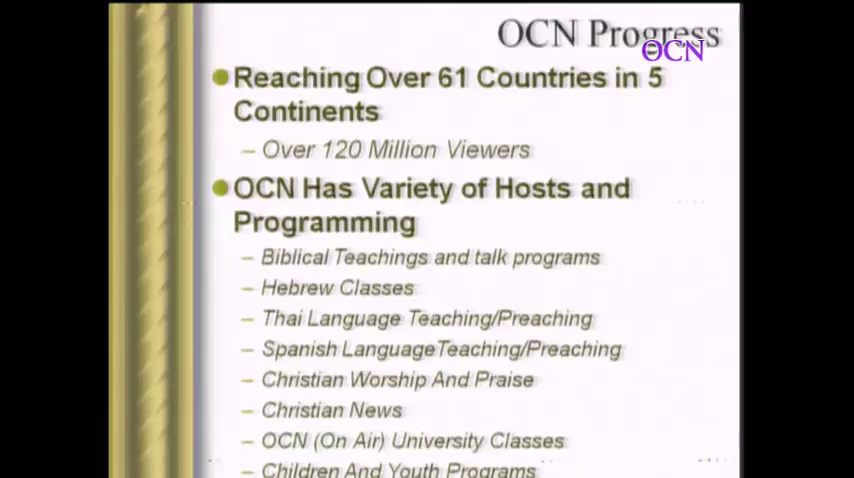 OCN Progress
OCN
● Reaching Over 61 Countries in 5
Continents
– Over 120 Million Viewers
● OCN Has Variety of Hosts and
Programming
– Biblical Teachings and talk programs
– Hebrew Classes
– Thai Language Teaching/Preaching
– Spanish LanguageTeaching/Preaching
– Christian Worship And Praise
– Christian News
– OCN (On Air) University Classes
– Children And Youth Programs